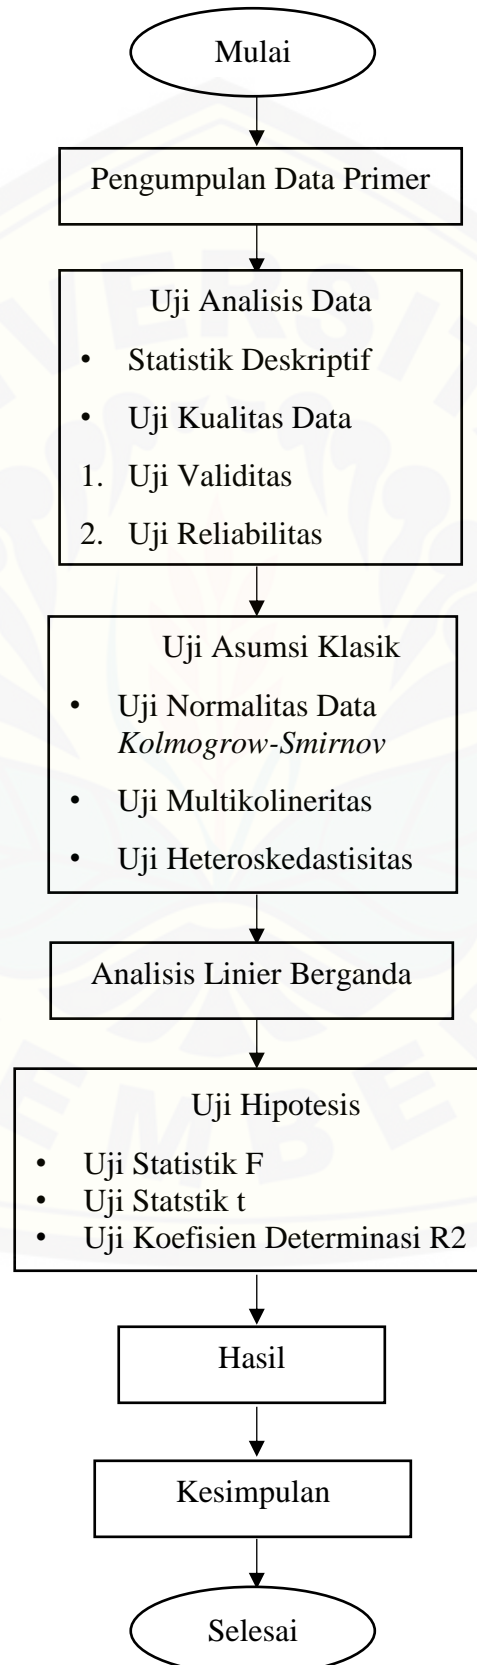 Mulai
Pengumpulan Data Primer
Uji Analisis Data
• Statistik Deskriptif
• Uji Kualitas Data
1. Uji Validitas
2. Uji Reliabilitas
Uji Asumsi Klasik
• Uji Normalitas Data
Kolmogrow-Smirnov
• Uji Multikolineritas
• Uji Heteroskedastisitas
Analisis Linier Berganda
Uji Hipotesis
• Uji Statistik F
• Uji Statstik t
• Uji Koefisien Determinasi R2
Hasil
Kesimpulan
Selesai